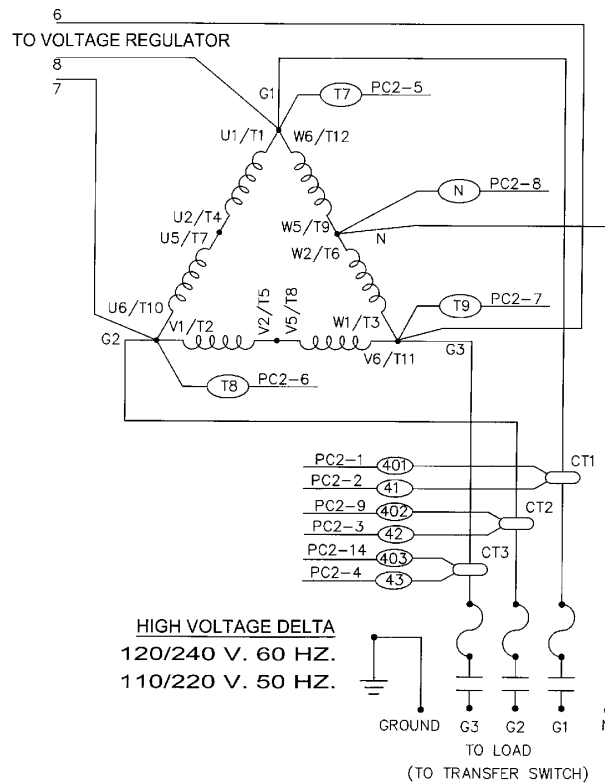 6
TO VOLTAGE REGULATOR
8
7
G1
T7 PC2-5
U1/T1 W6/T12
N PC2-8
U2/T4
U5/T7
W5/T9
W2/T6
N
U6/T10
V1/T2
V2/T5
V5/T8
W1/T3
T9 PC2-7
G2
V6/T11
G3
T8 PC2-6
PC2-1 401
CT1
PC2-2 41
PC2-9 402
CT2
PC2-3 42
PC2-14 403
CT3
PC2-4 43
HIGH VOLTAGE DELTA
120/240 V. 60 HZ.
110/220 V. 50 HZ.
GROUND G3 G2 G1
TO LOAD
(TO TRANSFER SWITCH)